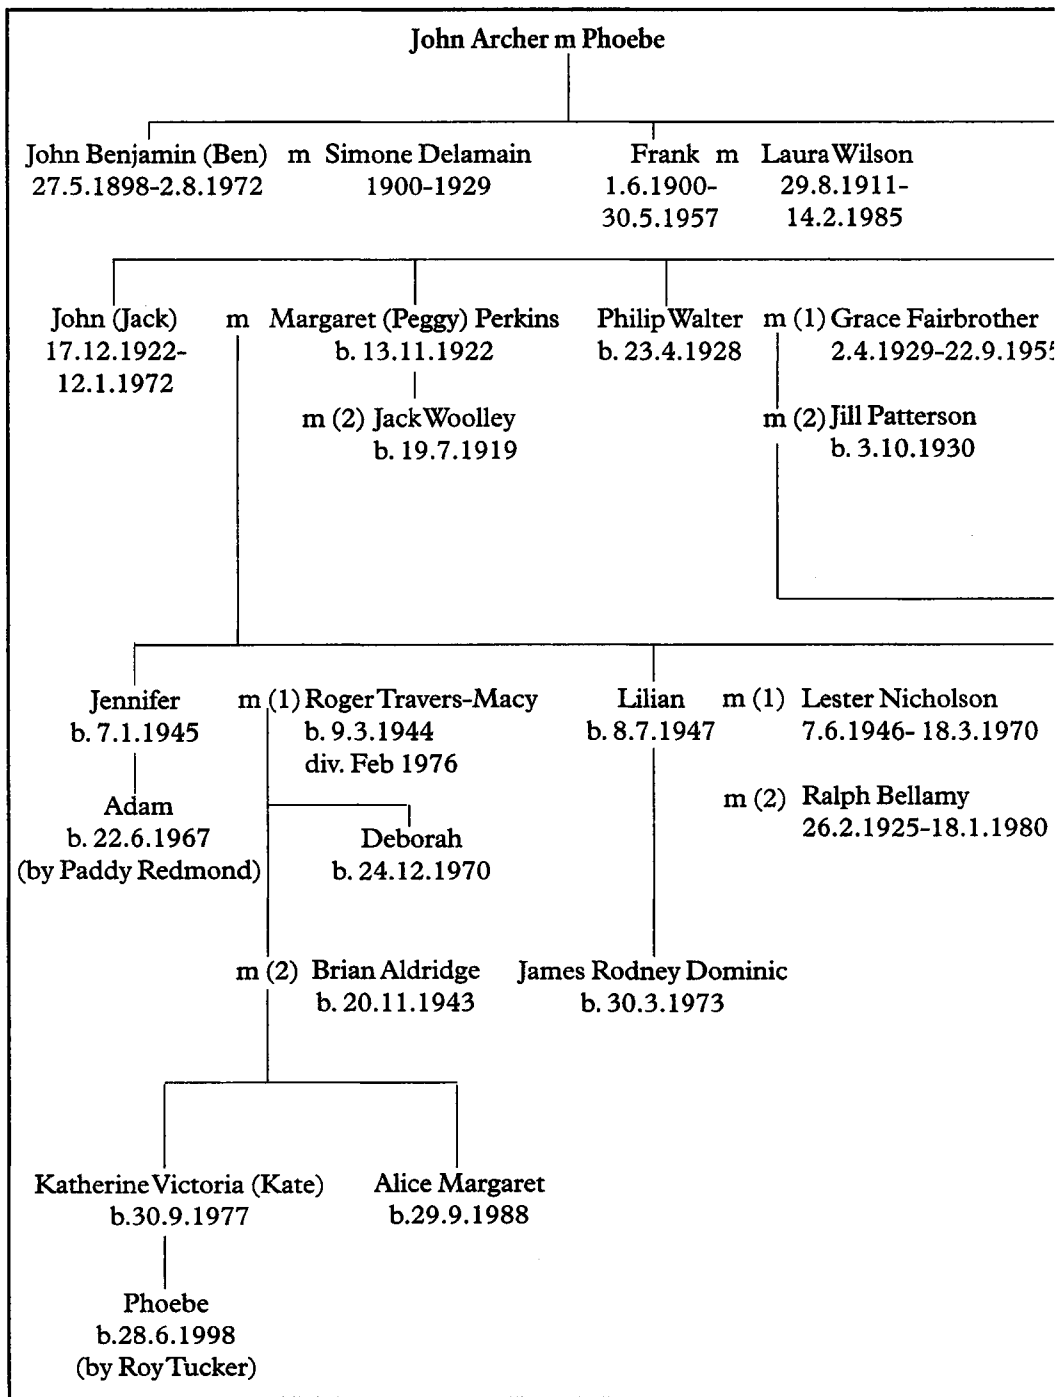 John Archer m Phoebe
John Benjamin (Ben) m Simone Delamain Frank m Laura Wilson
27.5.1898-2.8.1972 1900-1929 1.6.1900- 29.8.1911-
30.5.1957 14.2.1985
John (Jack) m Margaret (Peggy) Perkins Philip Walter m (1) Grace Fairbrother
17.12.1922- b. 13.11.1922 b. 23.4.1928 2.4.1929-22.9.1955
12.1.1972
m (2) Jack Woolley m (2) Jill Patterson
b. 19.7.1919 b. 3.10.1930
Jennifer m (1) Roger Travers-Macy Lilian m (1) Lester Nicholson
b. 7.1.1945 b. 9.3.1944 b. 8.7.1947 7.6.1946- 18.3.1970
div. Feb 1976
Adam m (2) Ralph Bellamy
b. 22.6.1967 Deborah 26.2.1925-18.1.1980
(by Paddy Redmond) b. 24.12.1970
m (2) Brian Aldridge James Rodney Dominic
b. 20.11.1943 b. 30.3.1973
Katherine Victoria (Kate) Alice Margaret
b.30.9.1977 b.29.9.1988
Phoebe
b.28.6.1998
(by Roy Tucker)